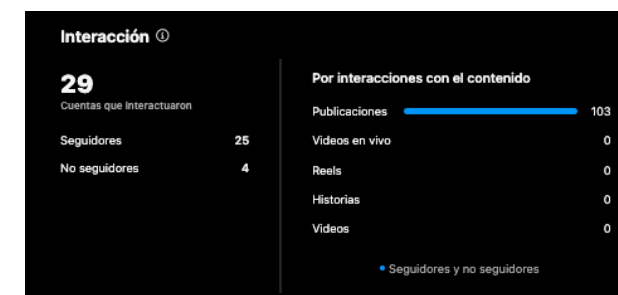 Interacción
29
Cuentas que Interactuaron
Seguidores 25
No seguidores 4
Por interacciones con el contenido
Publicaciones 103
Videos en vivo 0
Reels 0
Historias 0
Videos 0
Seguidores y no seguidores